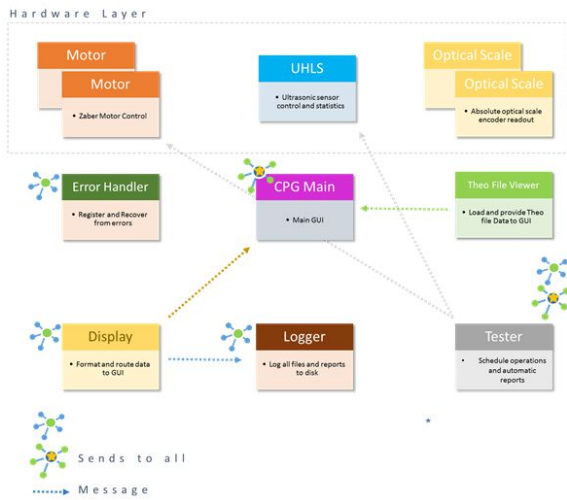 Hardware Layer
Motor
Motor
• Zaber Motor Control
UHLS
• Ultrasonic sensor
control and statistics
Optical Scale
Optical Scale
• Absolute optical scale
encoder readout
Error Handler
• Register and Recover
from errors
CPG Main
• Main GUI
Theo File Viewer
• Load and provide Theo
file Data to GUI
Display
• Format and route data
to GUI
Logger
• Log all files and reports
to disk
Tester
• Schedule operations
and automatic
reports
Sends to all
Message